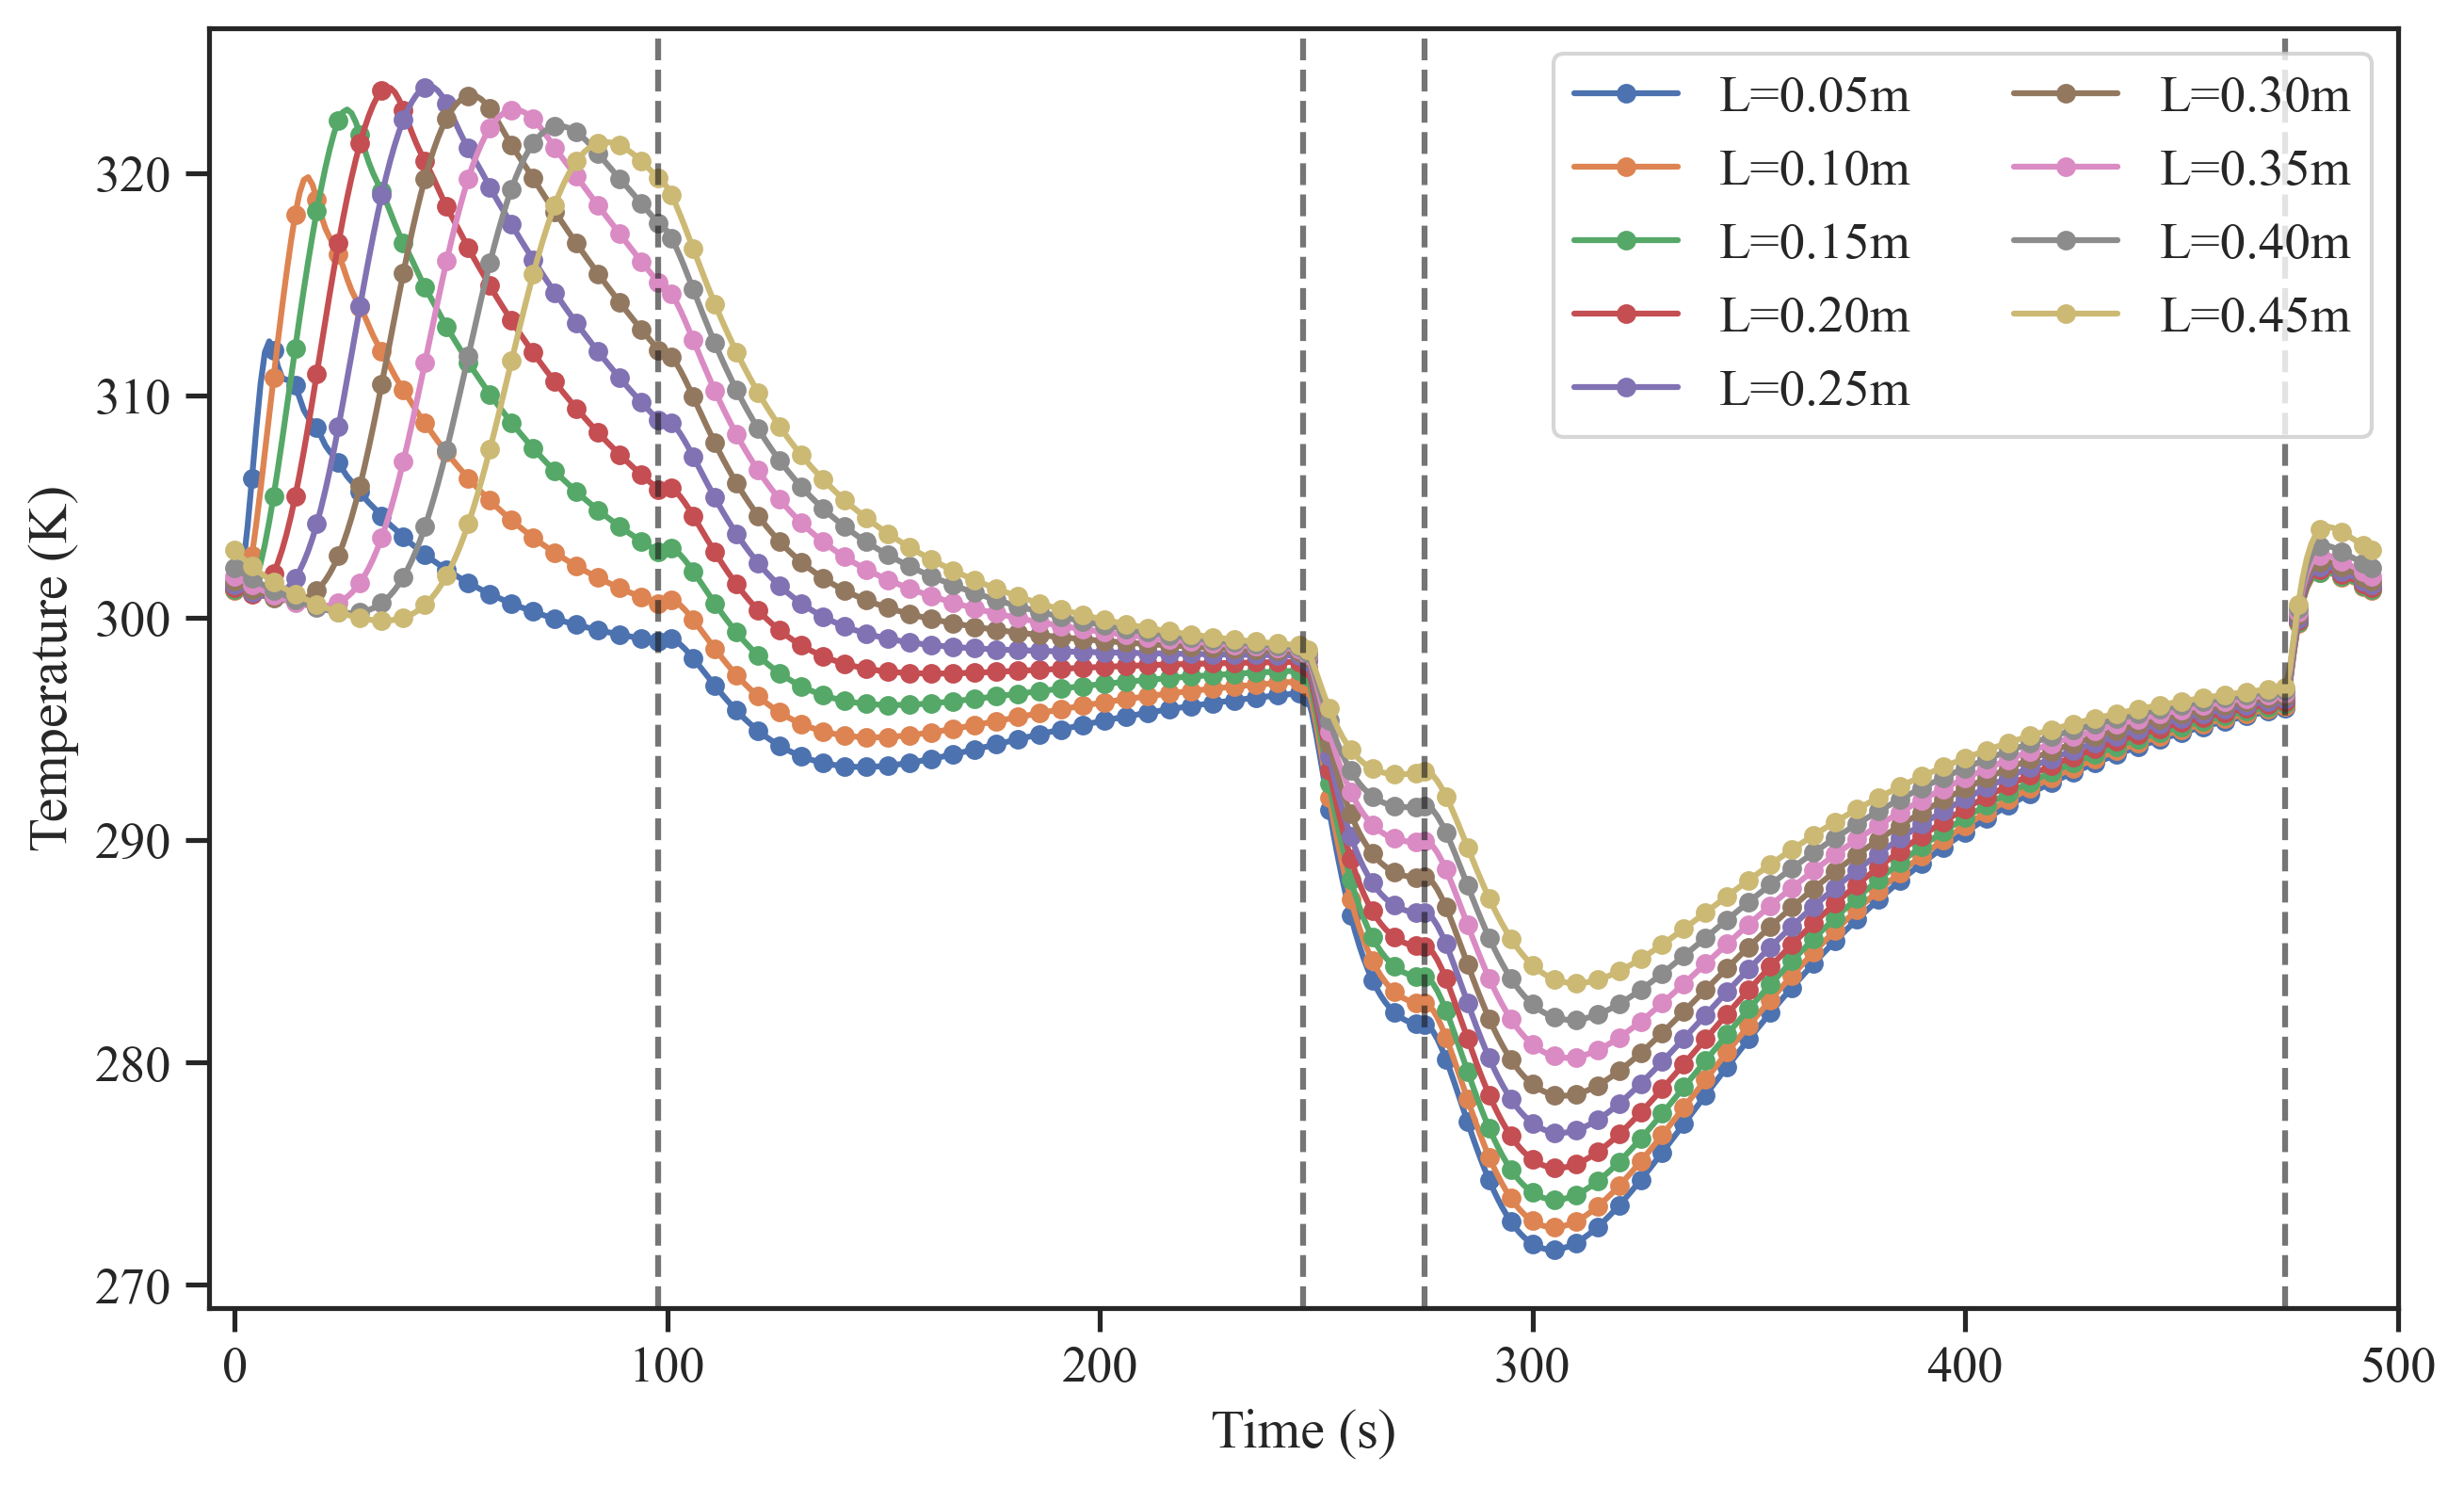 Temperature (K)
320
310
300
290
280
270
0
100
200
300
400
500
Time (s)
L=0.05m
L=0.10m
L=0.15m
L=0.20m
L=0.25m
L=0.30m
L=0.35m
L=0.40m
L=0.45m